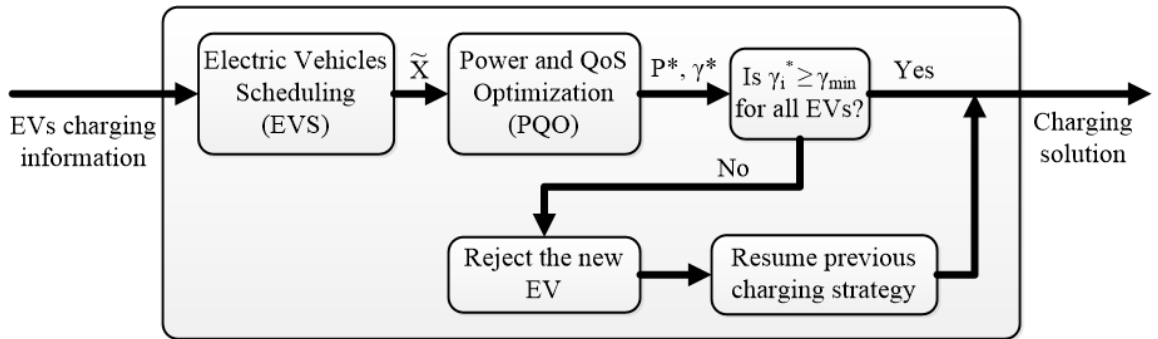 EVs charging
information
Electric Vehicles
Scheduling
(EVS)
X̃
Power and QoS
Optimization
(PQO)
P*, γ*
Is γᵢ* ≥ γmin
for all EVs?
Yes
Charging
solution
No
Reject the new
EV
Resume previous
charging strategy